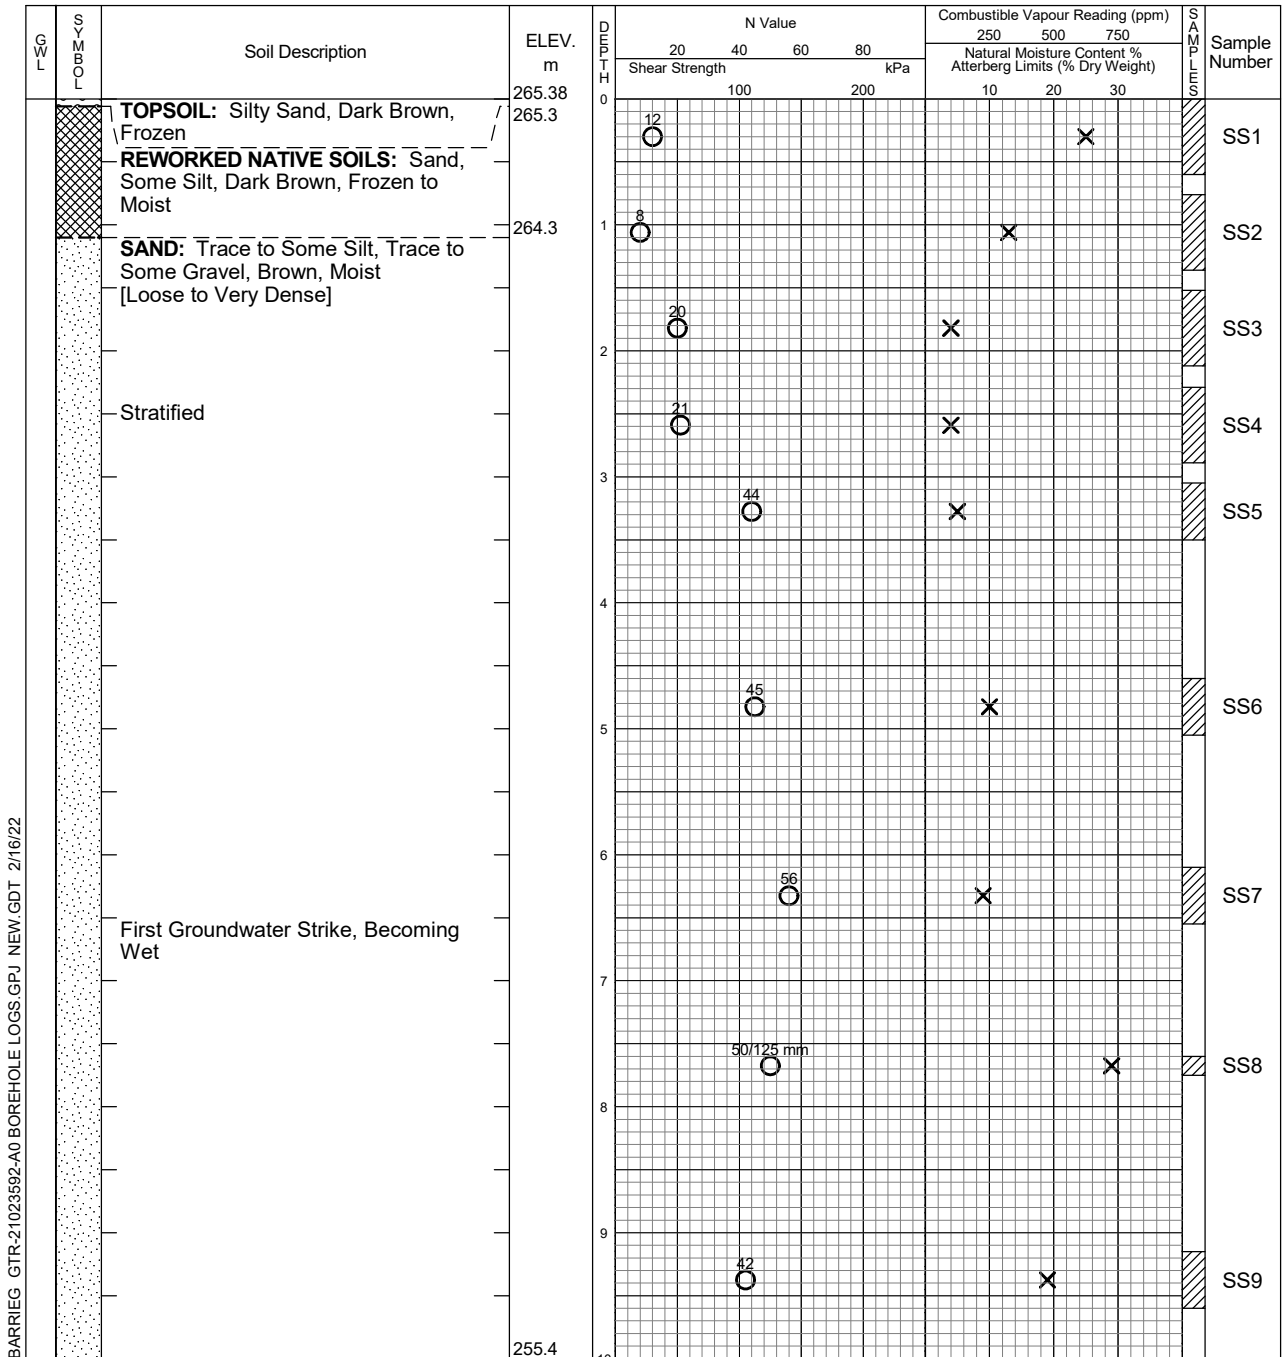 GWL
SYMBOL
Soil Description
ELEV.
m
DEPTH
N Value
20 40 60 80
Shear Strength kPa
100 200
Combustible Vapour Reading (ppm)
250 500 750
Natural Moisture Content %
Atterberg Limits (% Dry Weight)
10 20 30
SAMPLES
Sample
Number
265.38
0
TOPSOIL: Silty Sand, Dark Brown,
Frozen
265.3
12
SS1
REWORKED NATIVE SOILS: Sand,
Some Silt, Dark Brown, Frozen to
Moist
264.3
1
8
SS2
SAND: Trace to Some Silt, Trace to
Some Gravel, Brown, Moist
[Loose to Very Dense]
20
SS3
2
Stratified
21
SS4
3
44
SS5
4
45
SS6
5
6
56
SS7
First Groundwater Strike, Becoming
Wet
7
50/125 mm
SS8
8
9
42
SS9
255.4
10
BARRIEG GTR-21023592-A0 BOREHOLE LOGS.GPJ NEW.GDT 2/16/22